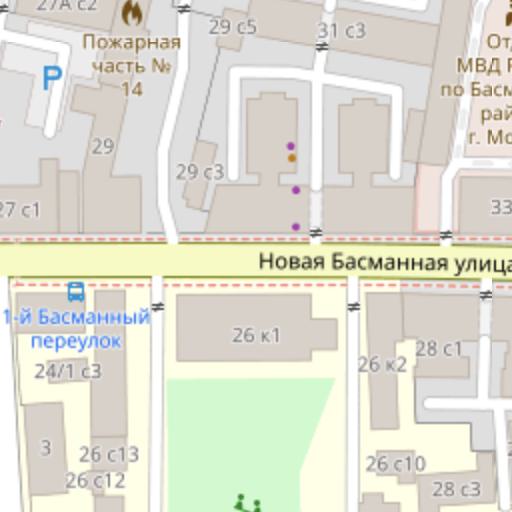 27А с2
29 с5
31 с3
Пожарная
часть №
14
P
От
МВД Р
по Басм
рай
г. Мо
29
29 с3
27 с1
33
Новая Басманная улица
1-й Басманный
переулок
26 к1
28 с1
26 к2
24/1 с3
3
26 с13
26 с12
26 с10
28 с3